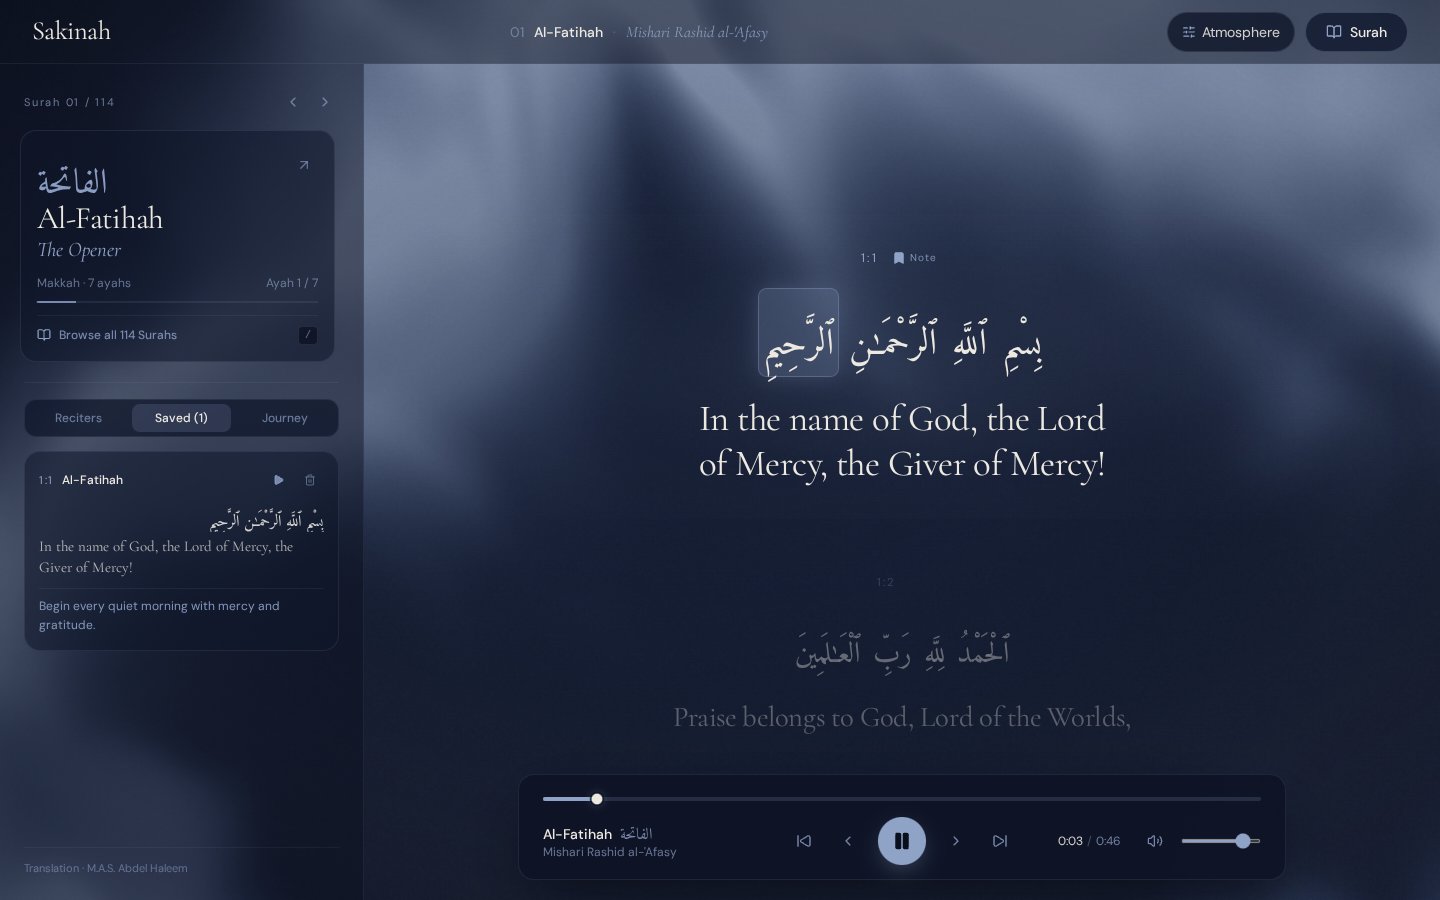 Sakinah
01 Al-Fatihah · Mishari Rashid al-'Afasy
Atmosphere
Surah
Surah 01 / 114
الفاتحة
Al-Fatihah
The Opener
Makkah · 7 ayahs
Ayah 1 / 7
Browse all 114 Surahs
/
Reciters
Saved (1)
Journey
1:1 Al-Fatihah
بِسْمِ ٱللَّهِ ٱلرَّحْمَـٰنِ ٱلرَّحِيمِ
In the name of God, the Lord of Mercy, the
Giver of Mercy!
Begin every quiet morning with mercy and
gratitude.
Translation · M.A.S. Abdel Haleem
1:1 Note
بِسْمِ ٱللَّهِ ٱلرَّحْمَـٰنِ ٱلرَّحِيمِ
In the name of God, the Lord
of Mercy, the Giver of Mercy!
1:2
ٱلْحَمْدُ لِلَّهِ رَبِّ ٱلْعَـٰلَمِينَ
Praise belongs to God, Lord of the Worlds,
Al-Fatihah الفاتحة
Mishari Rashid al-'Afasy
0:03 / 0:46